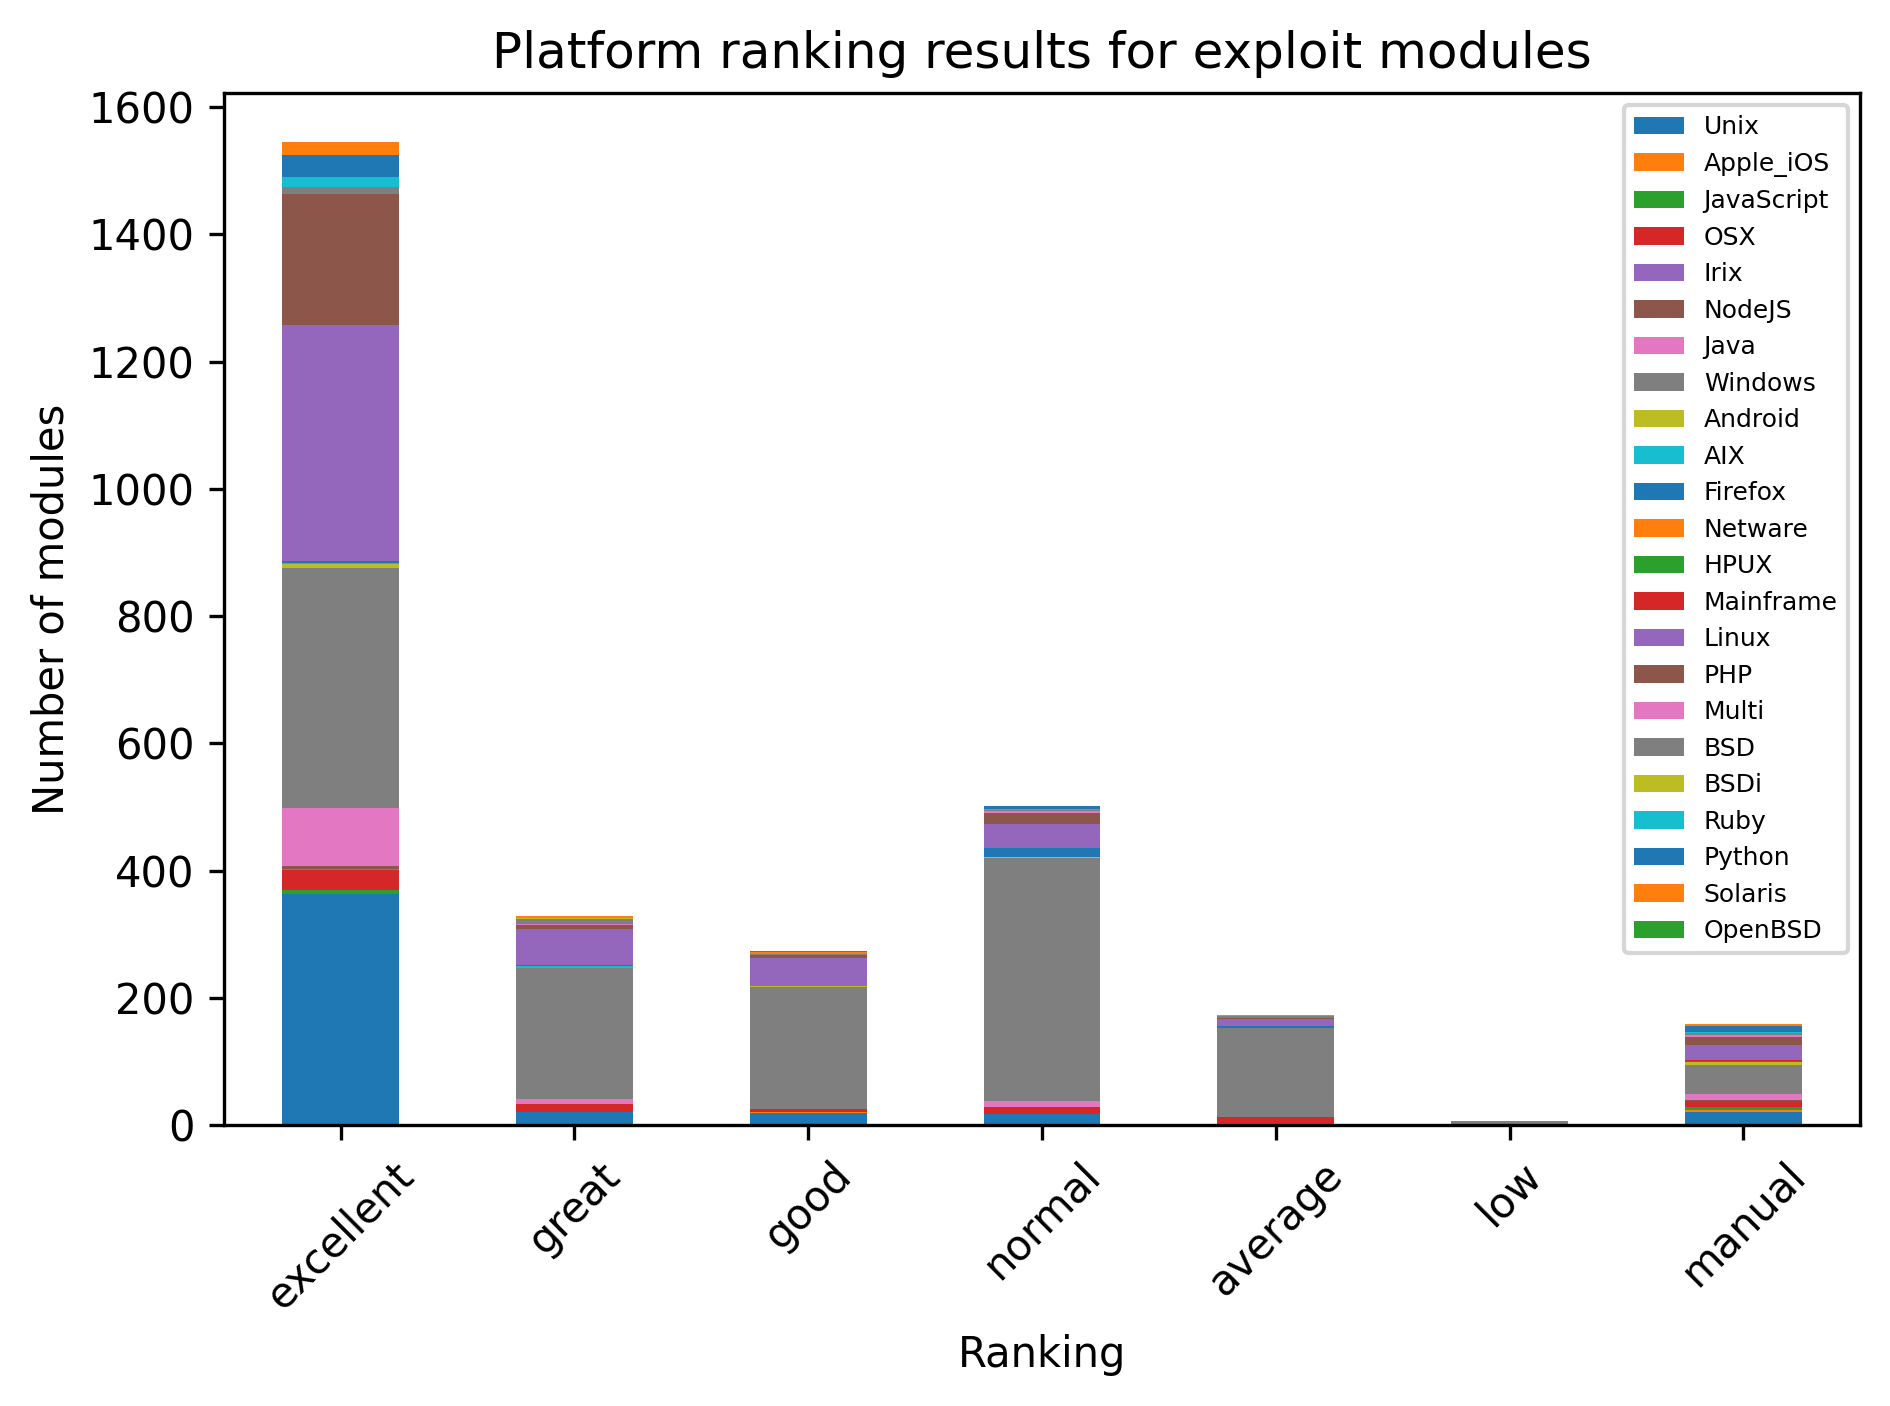 Platform ranking results for exploit modules
1600
1400
1200
1000
800
600
400
200
0
Number of modules
Unix
Apple_iOS
JavaScript
OSX
Irix
NodeJS
Java
Windows
Android
AIX
Firefox
Netware
HPUX
Mainframe
Linux
PHP
Multi
BSD
BSDi
Ruby
Python
Solaris
OpenBSD
excellent
great
good
normal
average
low
manual
Ranking